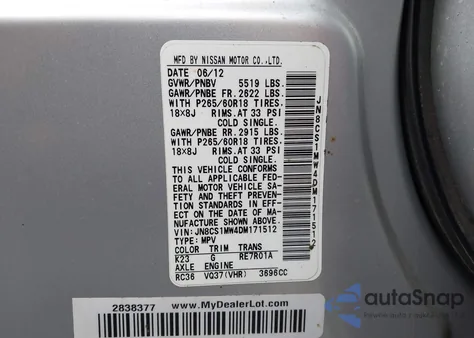 MFD BY NISSAN MOTOR CO.,LTD.
DATE 06/12
GVWR/PNBV 5519 LBS.
GAWR/PNBE FR. 2622 LBS.
WITH P265/60R18 TIRES.
18X8J RIMS. AT 33 PSI
COLD SINGLE.
GAWR/PNBE RR. 2915 LBS.
WITH P265/60R18 TIRES.
18X8J RIMS. AT 33 PSI
COLD SINGLE.
THIS VEHICLE CONFORMS
TO ALL APPLICABLE FED-
ERAL MOTOR VEHICLE SA-
FETY AND THEFT PREVEN-
TION STANDARDS IN EFF-
ECT ON THE DATE OF MA-
NUFACTURE SHOWN ABOVE.
VIN:JN8CS1MW4DM171512
TYPE: MPV
COLOR TRIM TRANS
K23 G RE7R01A
AXLE ENGINE
RC36 VQ37(VHR) 3696CC
JN8CS1MW4DM171512
2838377 www.MyDealerLot.com
autoSnap